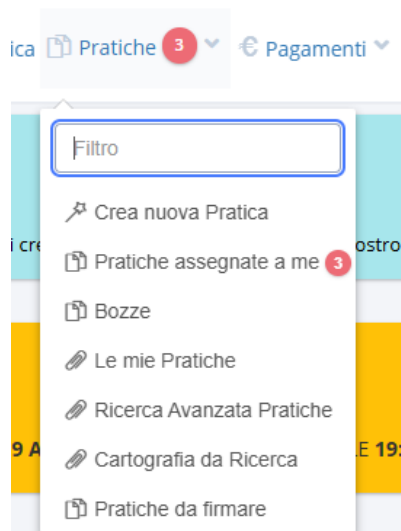 ica Pratiche 3 € Pagamenti
Filtro
Crea nuova Pratica
i cre
Pratiche assegnate a me 3
ostro
Bozze
Le mie Pratiche
Ricerca Avanzata Pratiche
9 A
Cartografia da Ricerca
E 19:
Pratiche da firmare